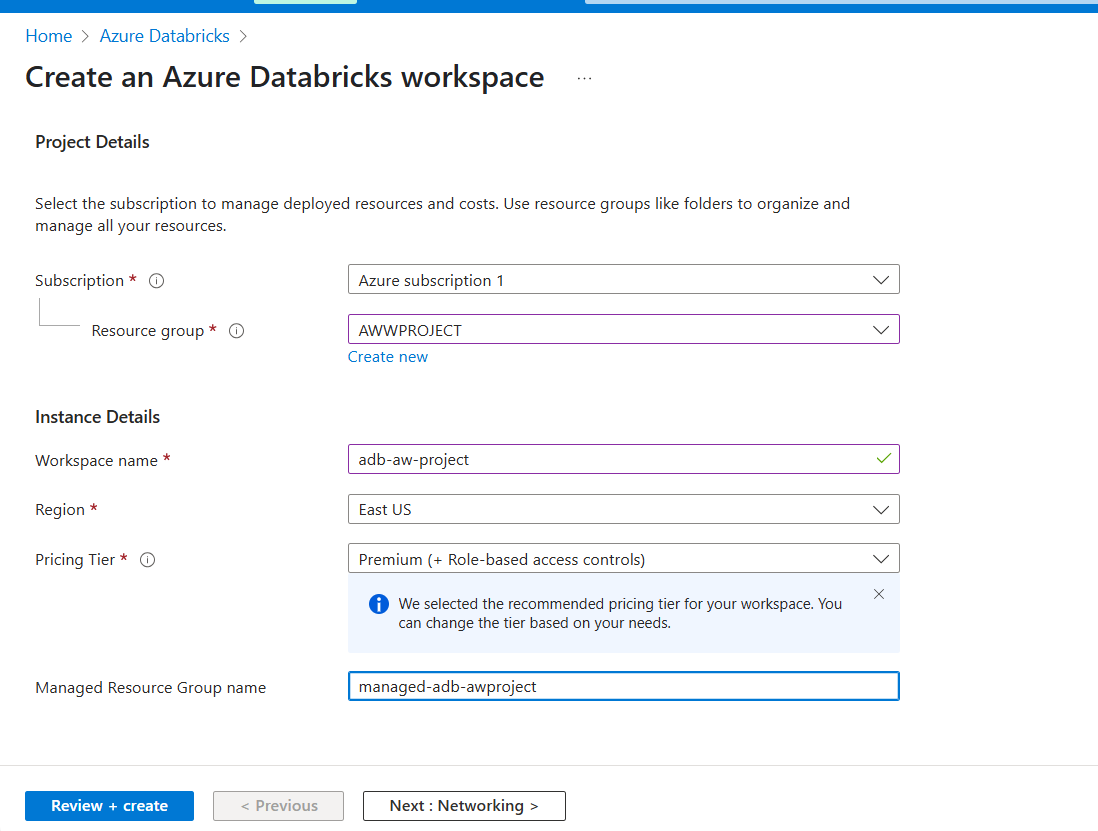 Home > Azure Databricks >
Create an Azure Databricks workspace ...
Project Details
Select the subscription to manage deployed resources and costs. Use resource groups like folders to organize and
manage all your resources.
Subscription * Azure subscription 1
Resource group * AWWPROJECT
Create new
Instance Details
Workspace name * adb-aw-project
Region * East US
Pricing Tier * Premium (+ Role-based access controls)
We selected the recommended pricing tier for your workspace. You
can change the tier based on your needs.
Managed Resource Group name managed-adb-awproject
Review + create < Previous Next : Networking >